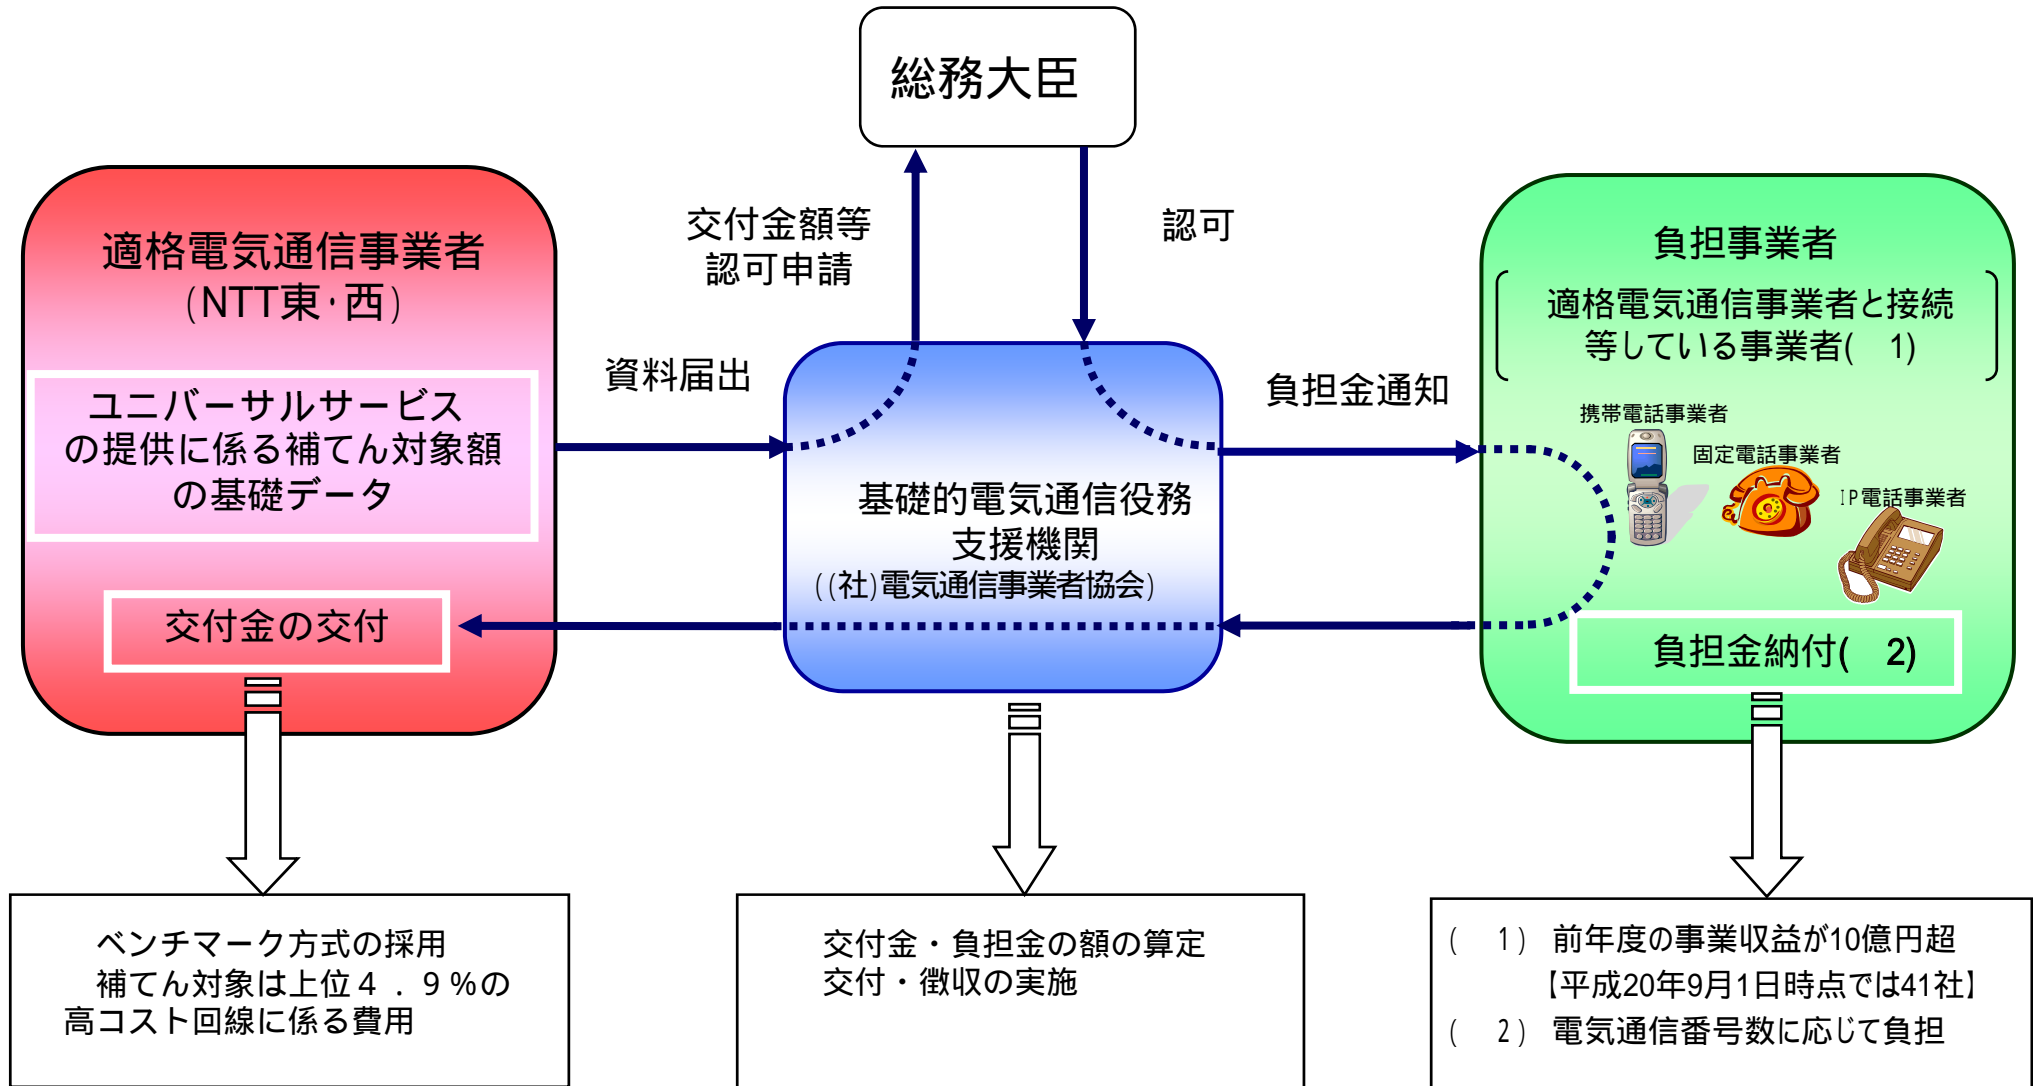 総務大臣
適格電気通信事業者
(NTT東・西)
ユニバーサルサービス
の提供に係る補てん対象額
の基礎データ
交付金の交付
資料届出
交付金額等
認可申請
認可
基礎的電気通信役務
支援機関
((社)電気通信事業者協会)
負担金通知
負担事業者
適格電気通信事業者と接続
等している事業者( 1)
携帯電話事業者
固定電話事業者
IP電話事業者
負担金納付( 2)
ベンチマーク方式の採用
補てん対象は上位4.9%の
高コスト回線に係る費用
交付金・負担金の額の算定
交付・徴収の実施
( 1) 前年度の事業収益が10億円超
【平成20年9月1日時点では41社】
( 2) 電気通信番号数に応じて負担